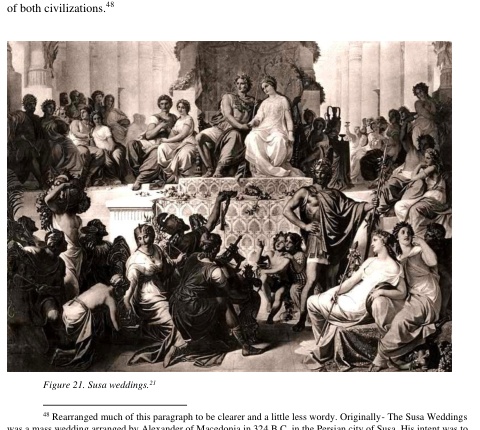 of both civilizations.48
Figure 21. Susa weddings.21
48 Rearranged much of this paragraph to be clearer and a little less wordy. Originally- The Susa Weddings
was a mass wedding arranged by Alexander of Macedonia in 324 B.C. in the Persian city of Susa. His intent was to